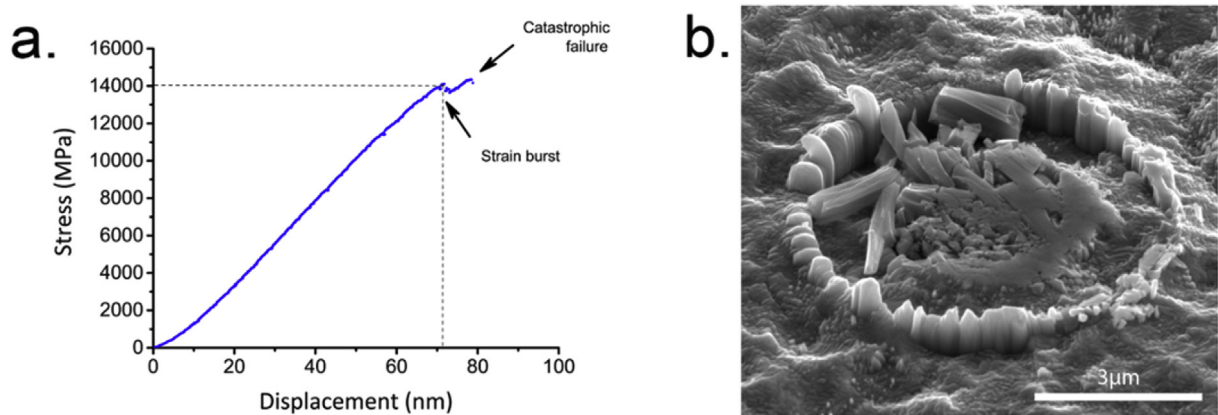 a.
Stress (MPa)
16000
14000
12000
10000
8000
6000
4000
2000
0
0 20 40 60 80 100
Displacement (nm)
Catastrophic
failure
Strain burst
b.
3μm